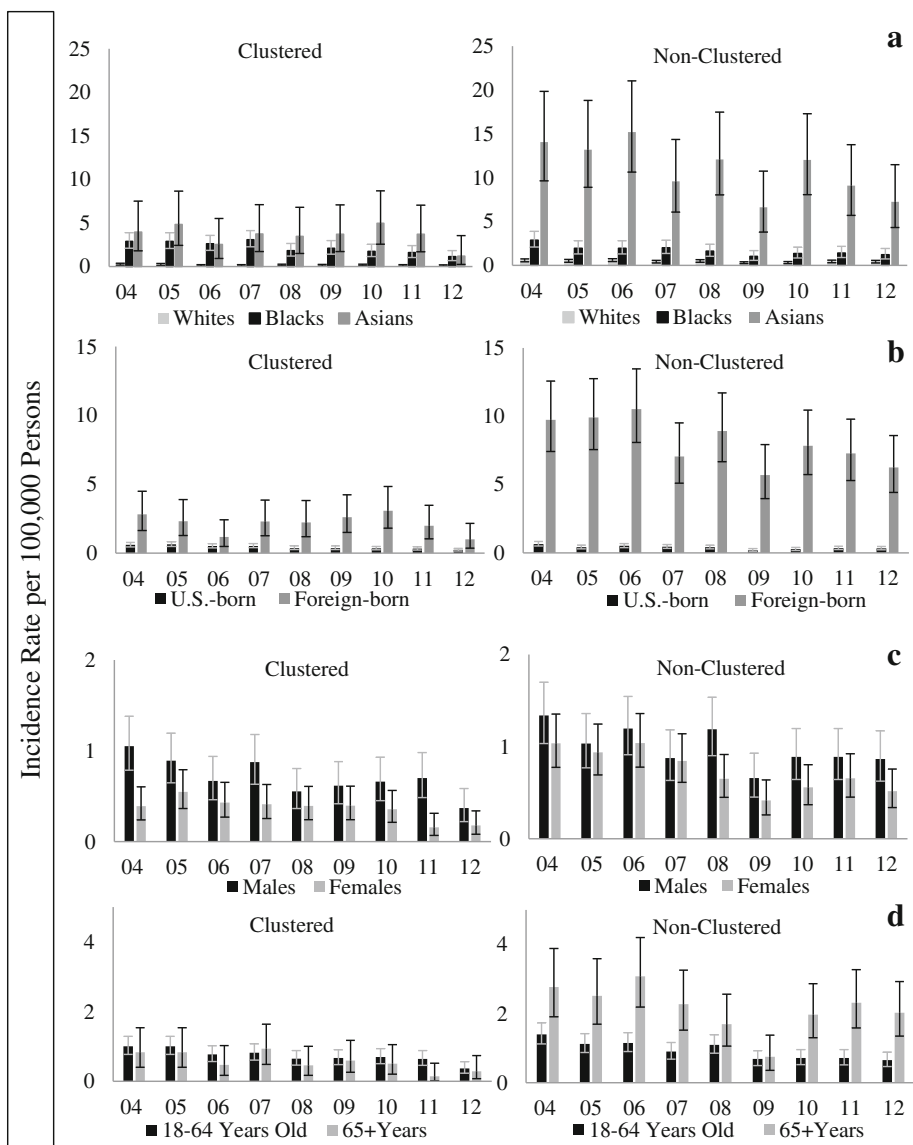 Incidence Rate per 100,000 Persons
a
Clustered
25
20
15
10
5
0
04 05 06 07 08 09 10 11 12
Whites Blacks Asians
Non-Clustered
25
20
15
10
5
0
04 05 06 07 08 09 10 11 12
Whites Blacks Asians
b
Clustered
15
10
5
0
04 05 06 07 08 09 10 11 12
U.S.-born Foreign-born
Non-Clustered
15
10
5
0
04 05 06 07 08 09 10 11 12
U.S.-born Foreign-born
c
Clustered
2
1
0
04 05 06 07 08 09 10 11 12
Males Females
Non-Clustered
2
1
0
04 05 06 07 08 09 10 11 12
Males Females
d
Clustered
4
2
0
04 05 06 07 08 09 10 11 12
18-64 Years Old 65+Years
Non-Clustered
4
2
0
04 05 06 07 08 09 10 11 12
18-64 Years Old 65+Years